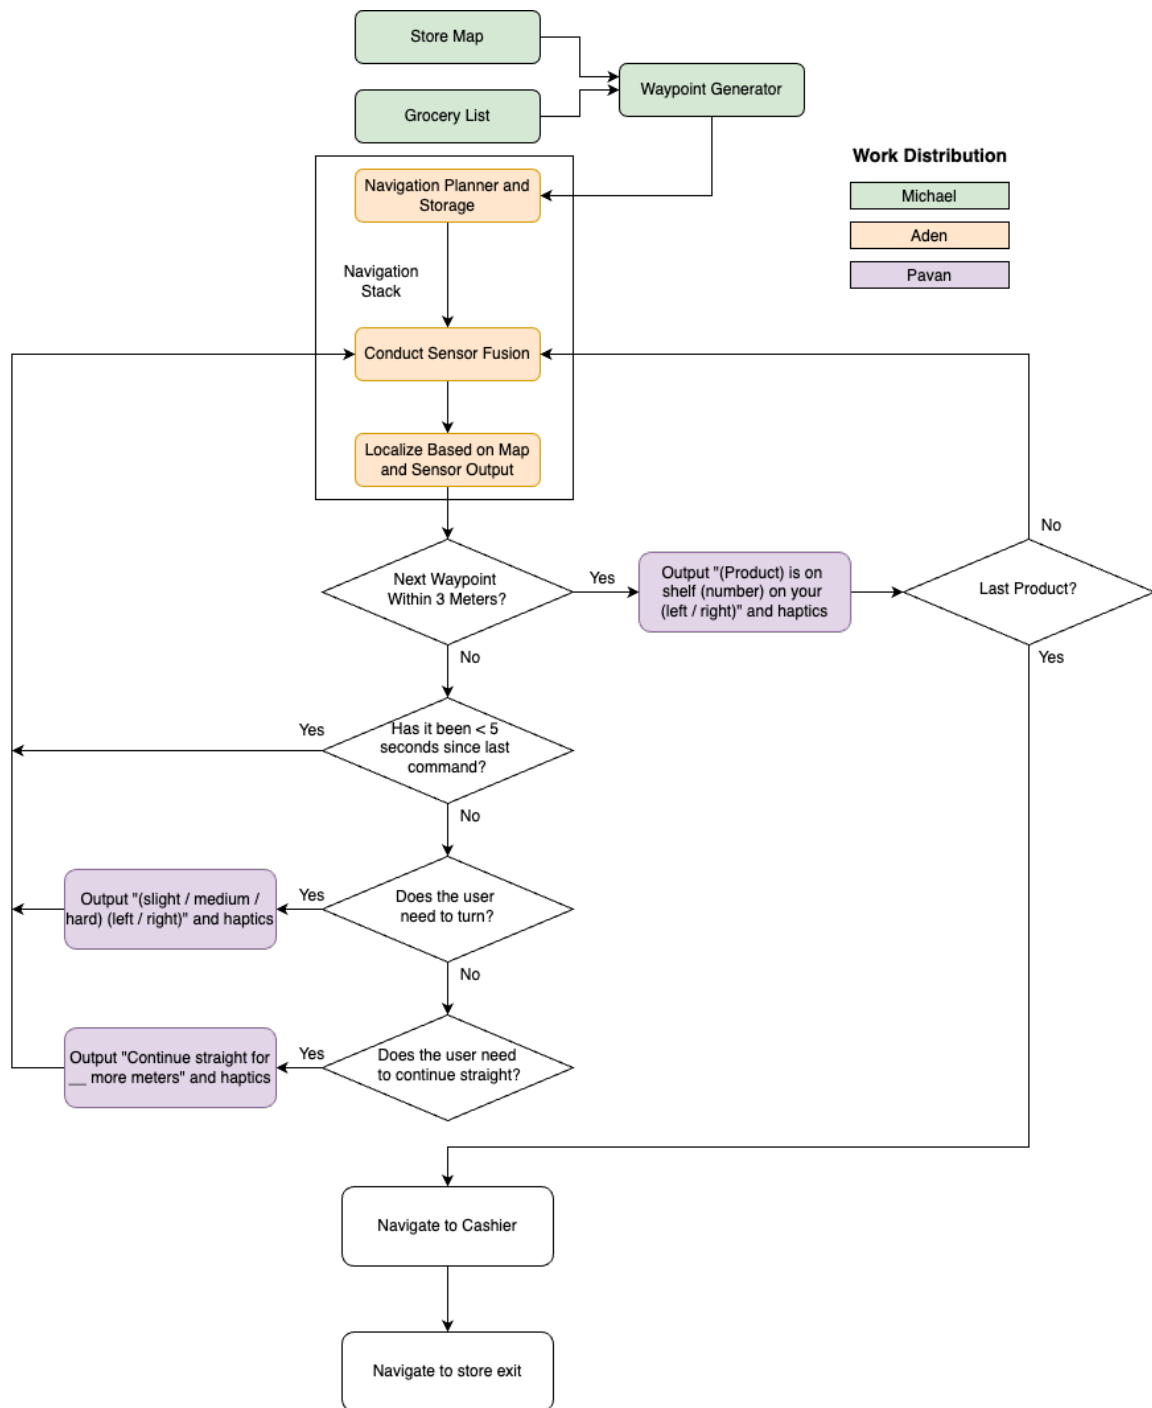 Store Map
Grocery List
Waypoint Generator
Work Distribution
Michael
Aden
Pavan
Navigation Planner and
Storage
Navigation
Stack
Conduct Sensor Fusion
Localize Based on Map
and Sensor Output
Next Waypoint
Within 3 Meters?
Yes
Output "(Product) is on
shelf (number) on your
(left / right)" and haptics
Last Product?
No
Yes
No
Has it been < 5
seconds since last
command?
Yes
No
Does the user
need to turn?
Yes
Output "(slight / medium /
hard) (left / right)" and haptics
No
Does the user need
to continue straight?
Yes
Output "Continue straight for
__ more meters" and haptics
Navigate to Cashier
Navigate to store exit